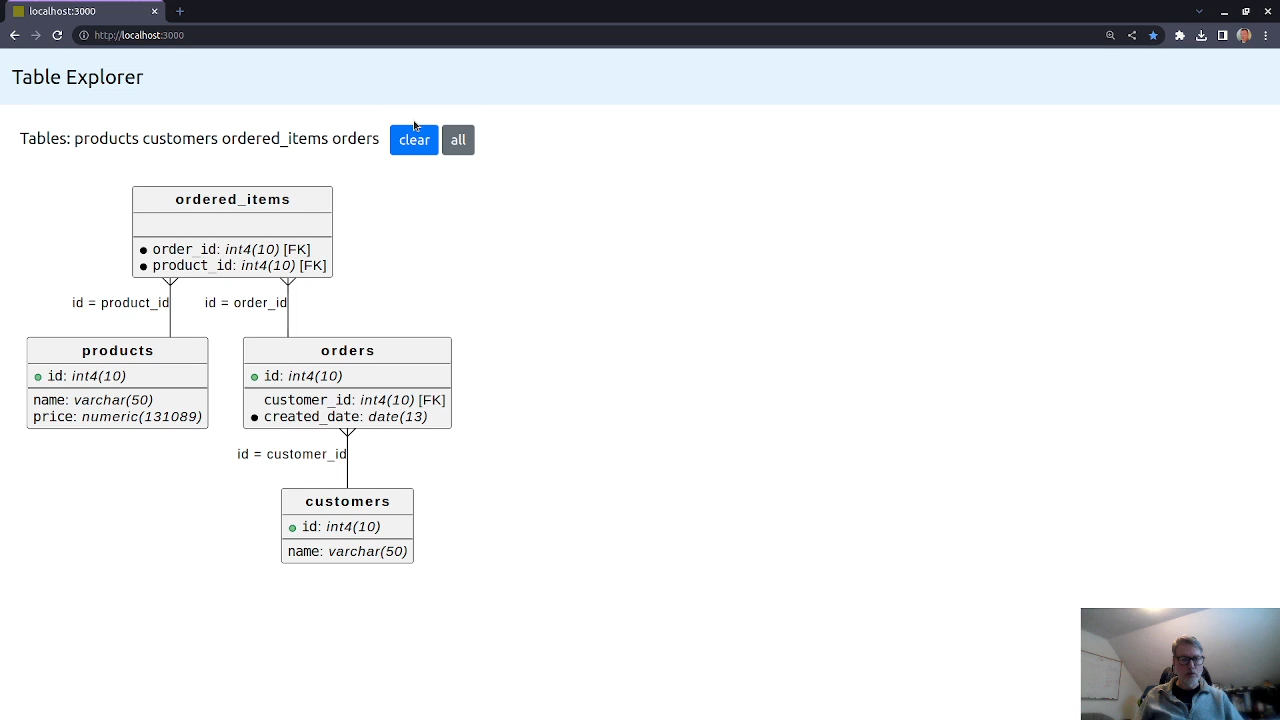 localhost:3000
http://localhost:3000
Table Explorer
Tables: products customers ordered_items orders clear all
ordered_items
order_id: int4(10) [FK]
product_id: int4(10) [FK]
id = product_id id = order_id
products
id: int4(10)
name: varchar(50)
price: numeric(131089)
orders
id: int4(10)
customer_id: int4(10) [FK]
created_date: date(13)
id = customer_id
customers
id: int4(10)
name: varchar(50)